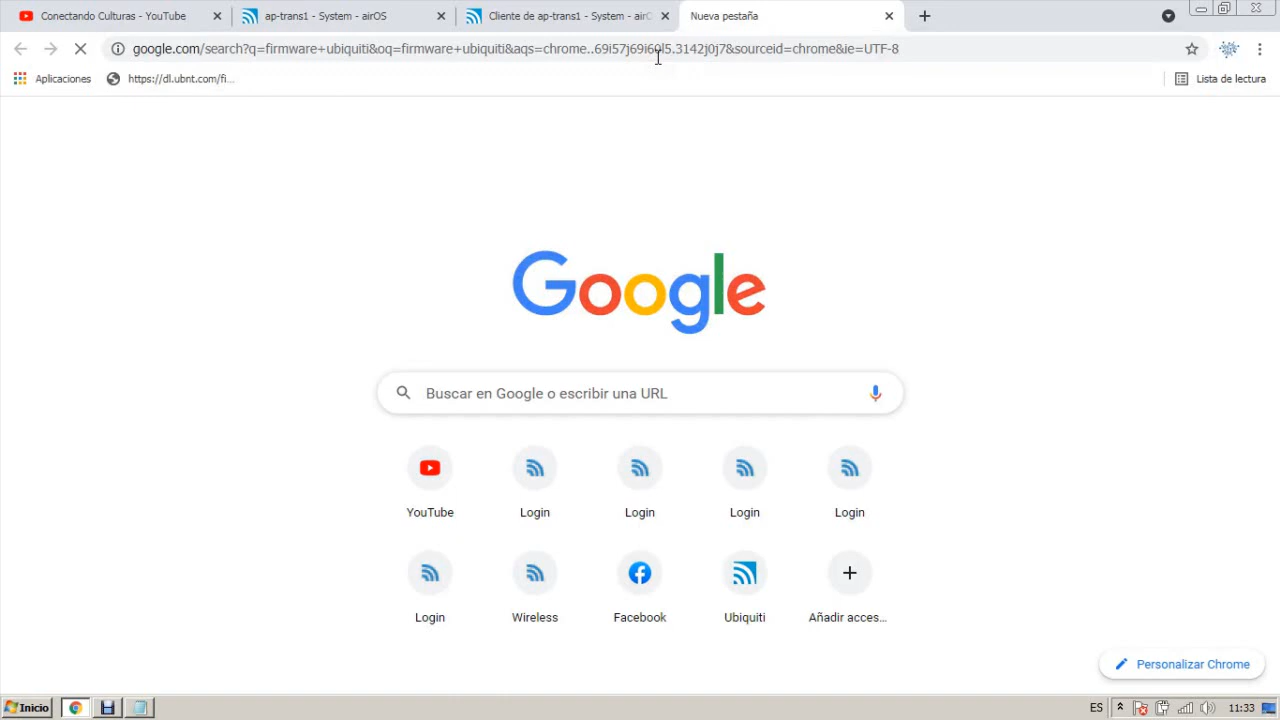 Conectando Culturas - YouTube
ap-trans1 - System - airOS
Cliente de ap-trans1 - System - airO
Nueva pestaña
google.com/search?q=firmware+ubiquiti&oq=firmware+ubiquiti&aqs=chrome..69i57j69i60l5.3142j0j7&sourceid=chrome&ie=UTF-8
Aplicaciones
https://dl.ubnt.com/fi...
Lista de lectura
Google
Buscar en Google o escribir una URL
YouTube
Login
Login
Login
Login
Login
Wireless
Facebook
Ubiquiti
Añadir acces...
Personalizar Chrome
Inicio
ES
11:33